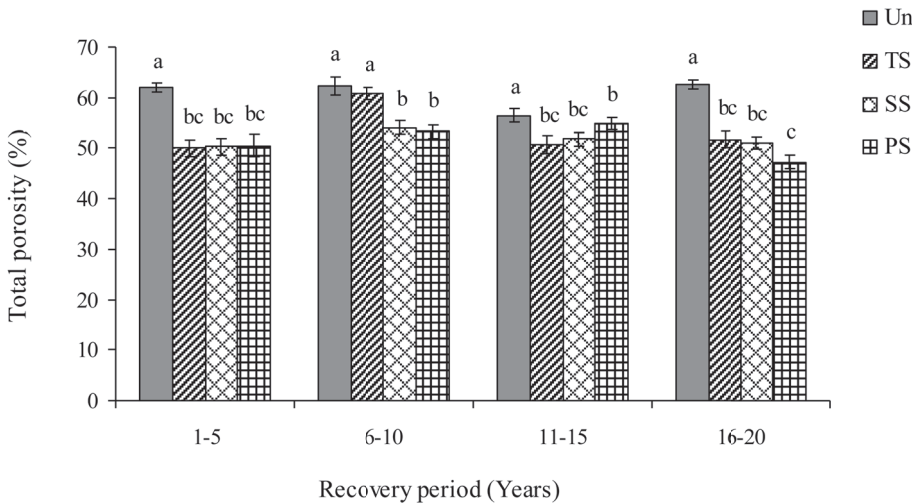 Total porosity (%)
70
60
50
40
30
20
10
0
a
bc
bc
bc
a
a
b
b
a
bc
bc
b
a
bc
bc
c
1-5
6-10
11-15
16-20
Recovery period (Years)
Un
TS
SS
PS